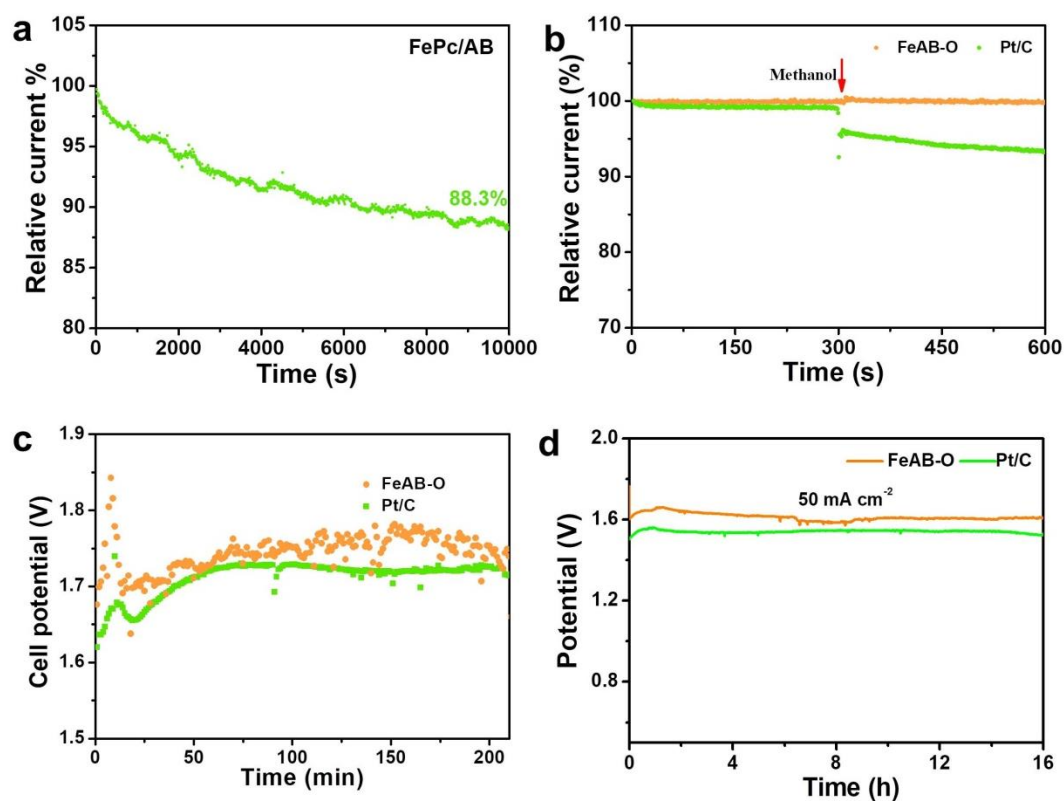 a
FePc/AB
88.3%
Relative current %
105
100
95
90
85
80
0 2000 4000 6000 8000 10000
Time (s)
b
FeAB-O Pt/C
Methanol
Relative current (%)
110
100
90
80
70
0 150 300 450 600
Time (s)
c
FeAB-O
Pt/C
Cell potential (V)
1.9
1.8
1.7
1.6
1.5
0 50 100 150 200
Time (min)
d
FeAB-O Pt/C
50 mA cm⁻²
Potential (V)
2.0
1.6
1.2
0.8
0 4 8 12 16
Time (h)